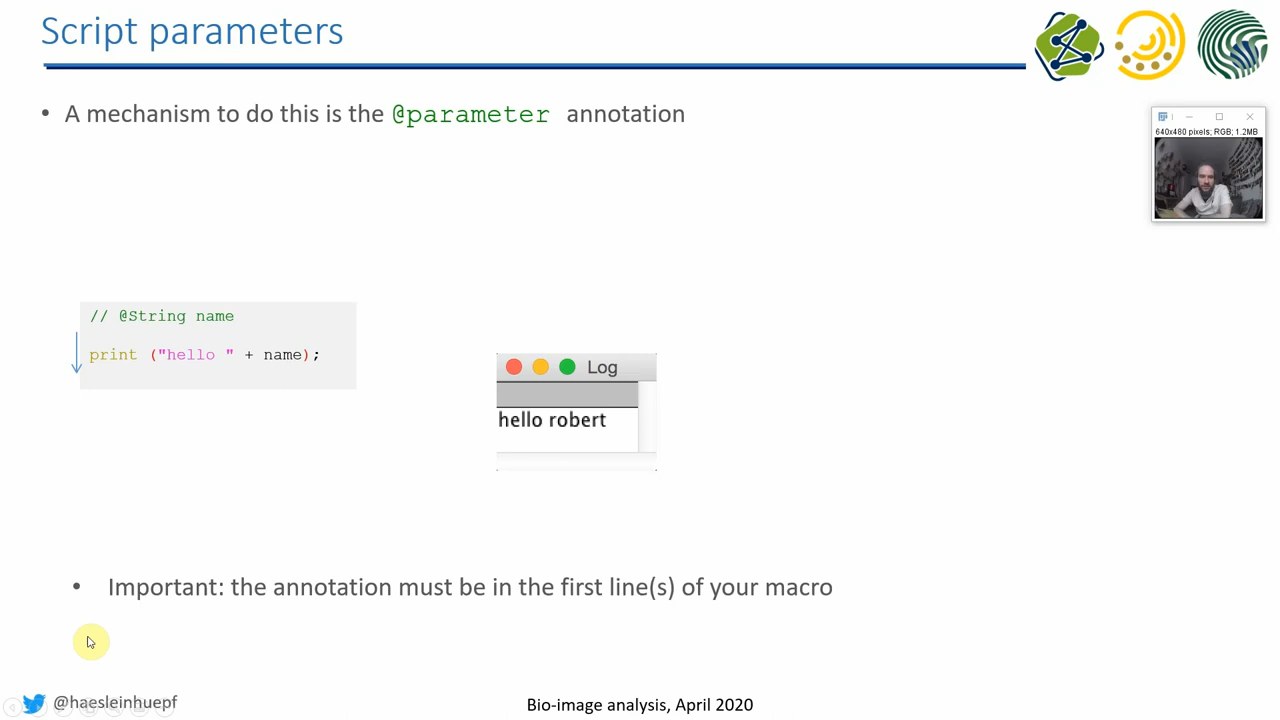 Script parameters
• A mechanism to do this is the @parameter annotation
640x480 pixels; RGB; 1.2MB
// @String name
print ("hello " + name);
Log
hello robert
• Important: the annotation must be in the first line(s) of your macro
@haesleinhuepf
Bio-image analysis, April 2020